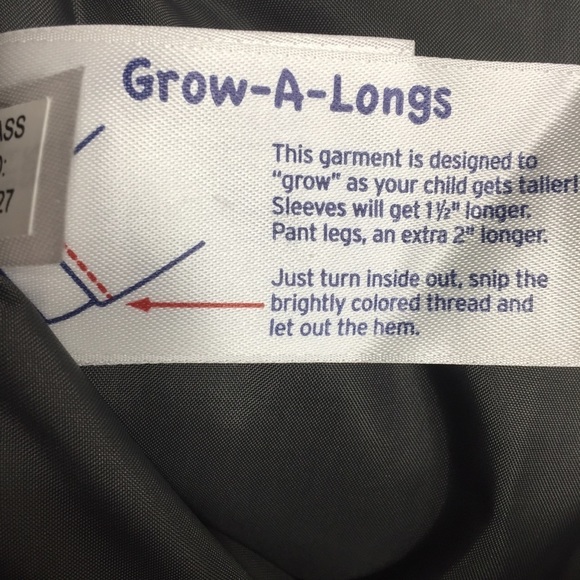 Grow-A-Longs
This garment is designed to
"grow" as your child gets taller!
Sleeves will get 1½" longer.
Pant legs, an extra 2" longer.
Just turn inside out, snip the
brightly colored thread and
let out the hem.
ASS
27